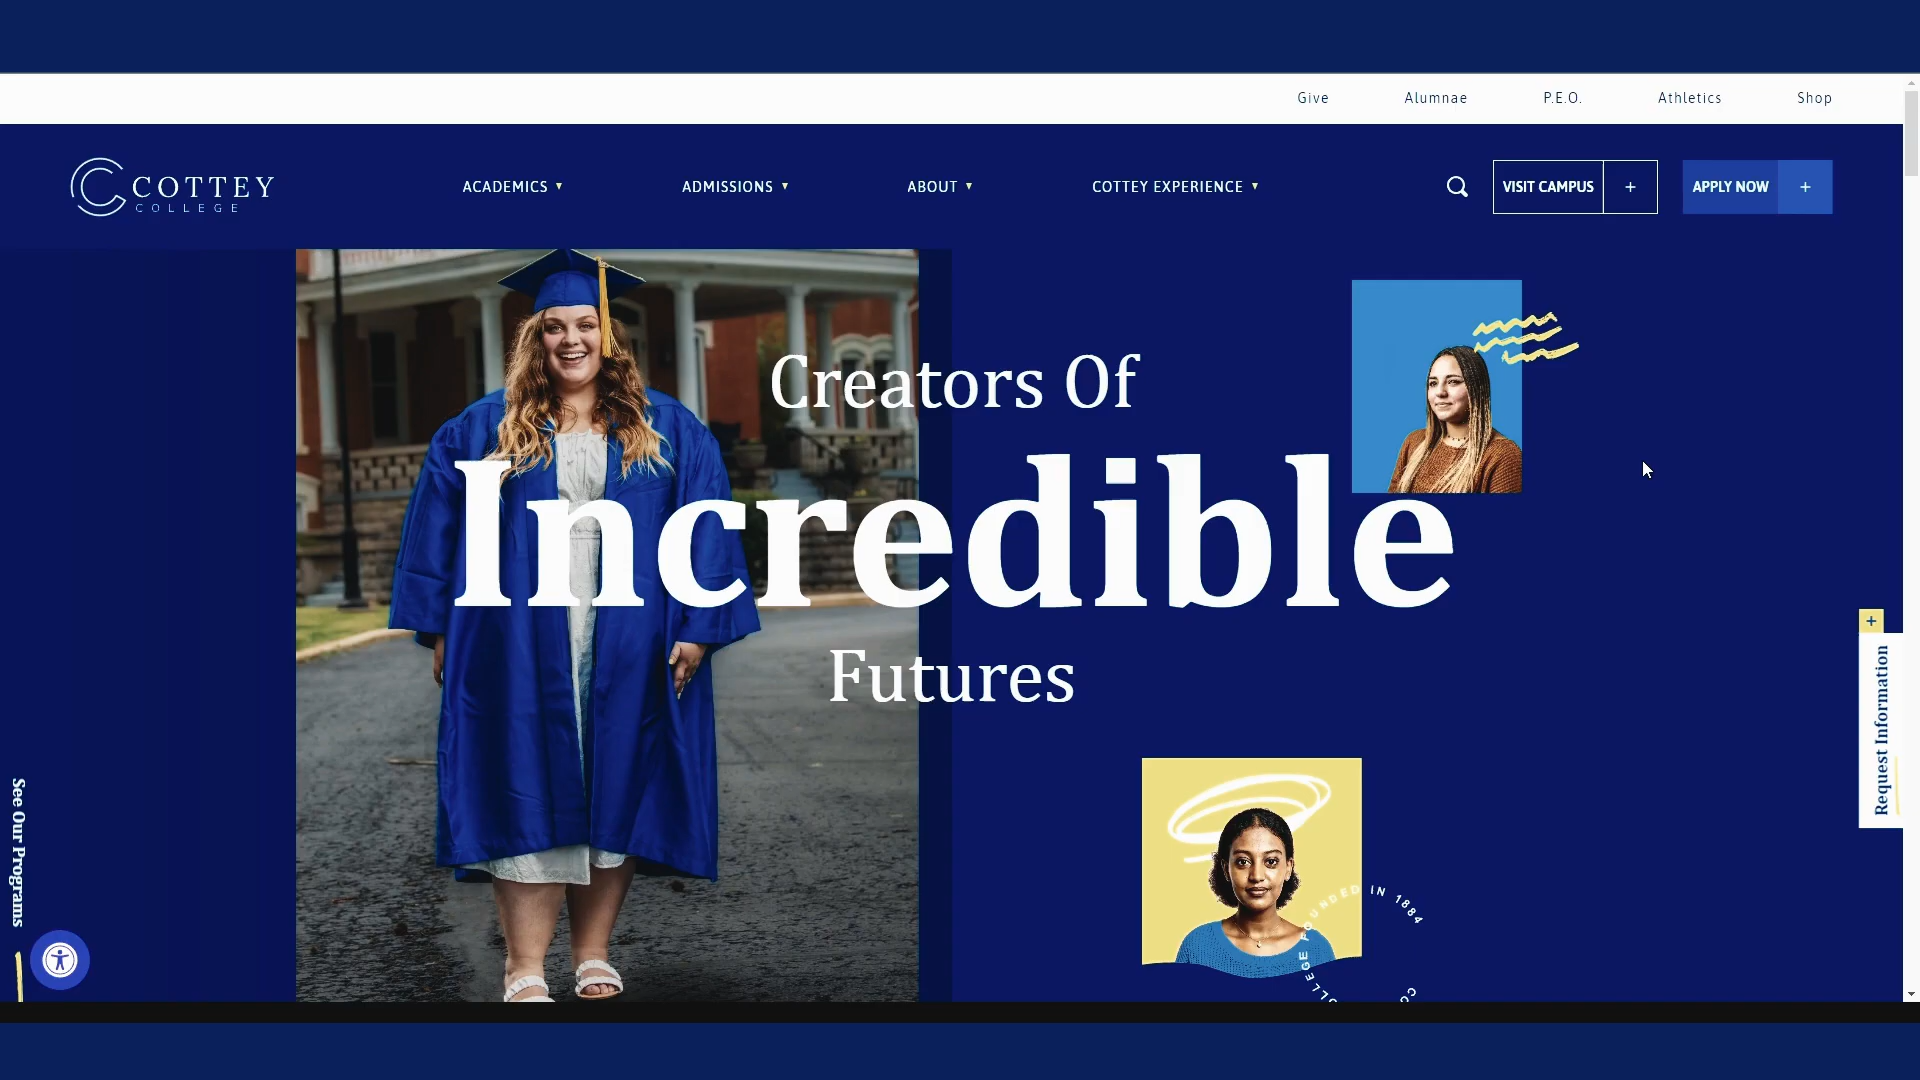 Give Alumnae P.E.O. Athletics Shop
COTTEY
COLLEGE
ACADEMICS ADMISSIONS ABOUT COTTEY EXPERIENCE VISIT CAMPUS + APPLY NOW +
Creators Of
Incredible
Futures
+
Request Information
See Our Programs
FOUNDED IN 1884